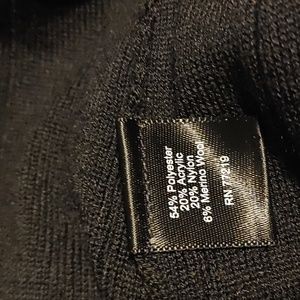 54% Polyester
20% Acrylic
20% Nylon
6% Merino Wool
RN 77219